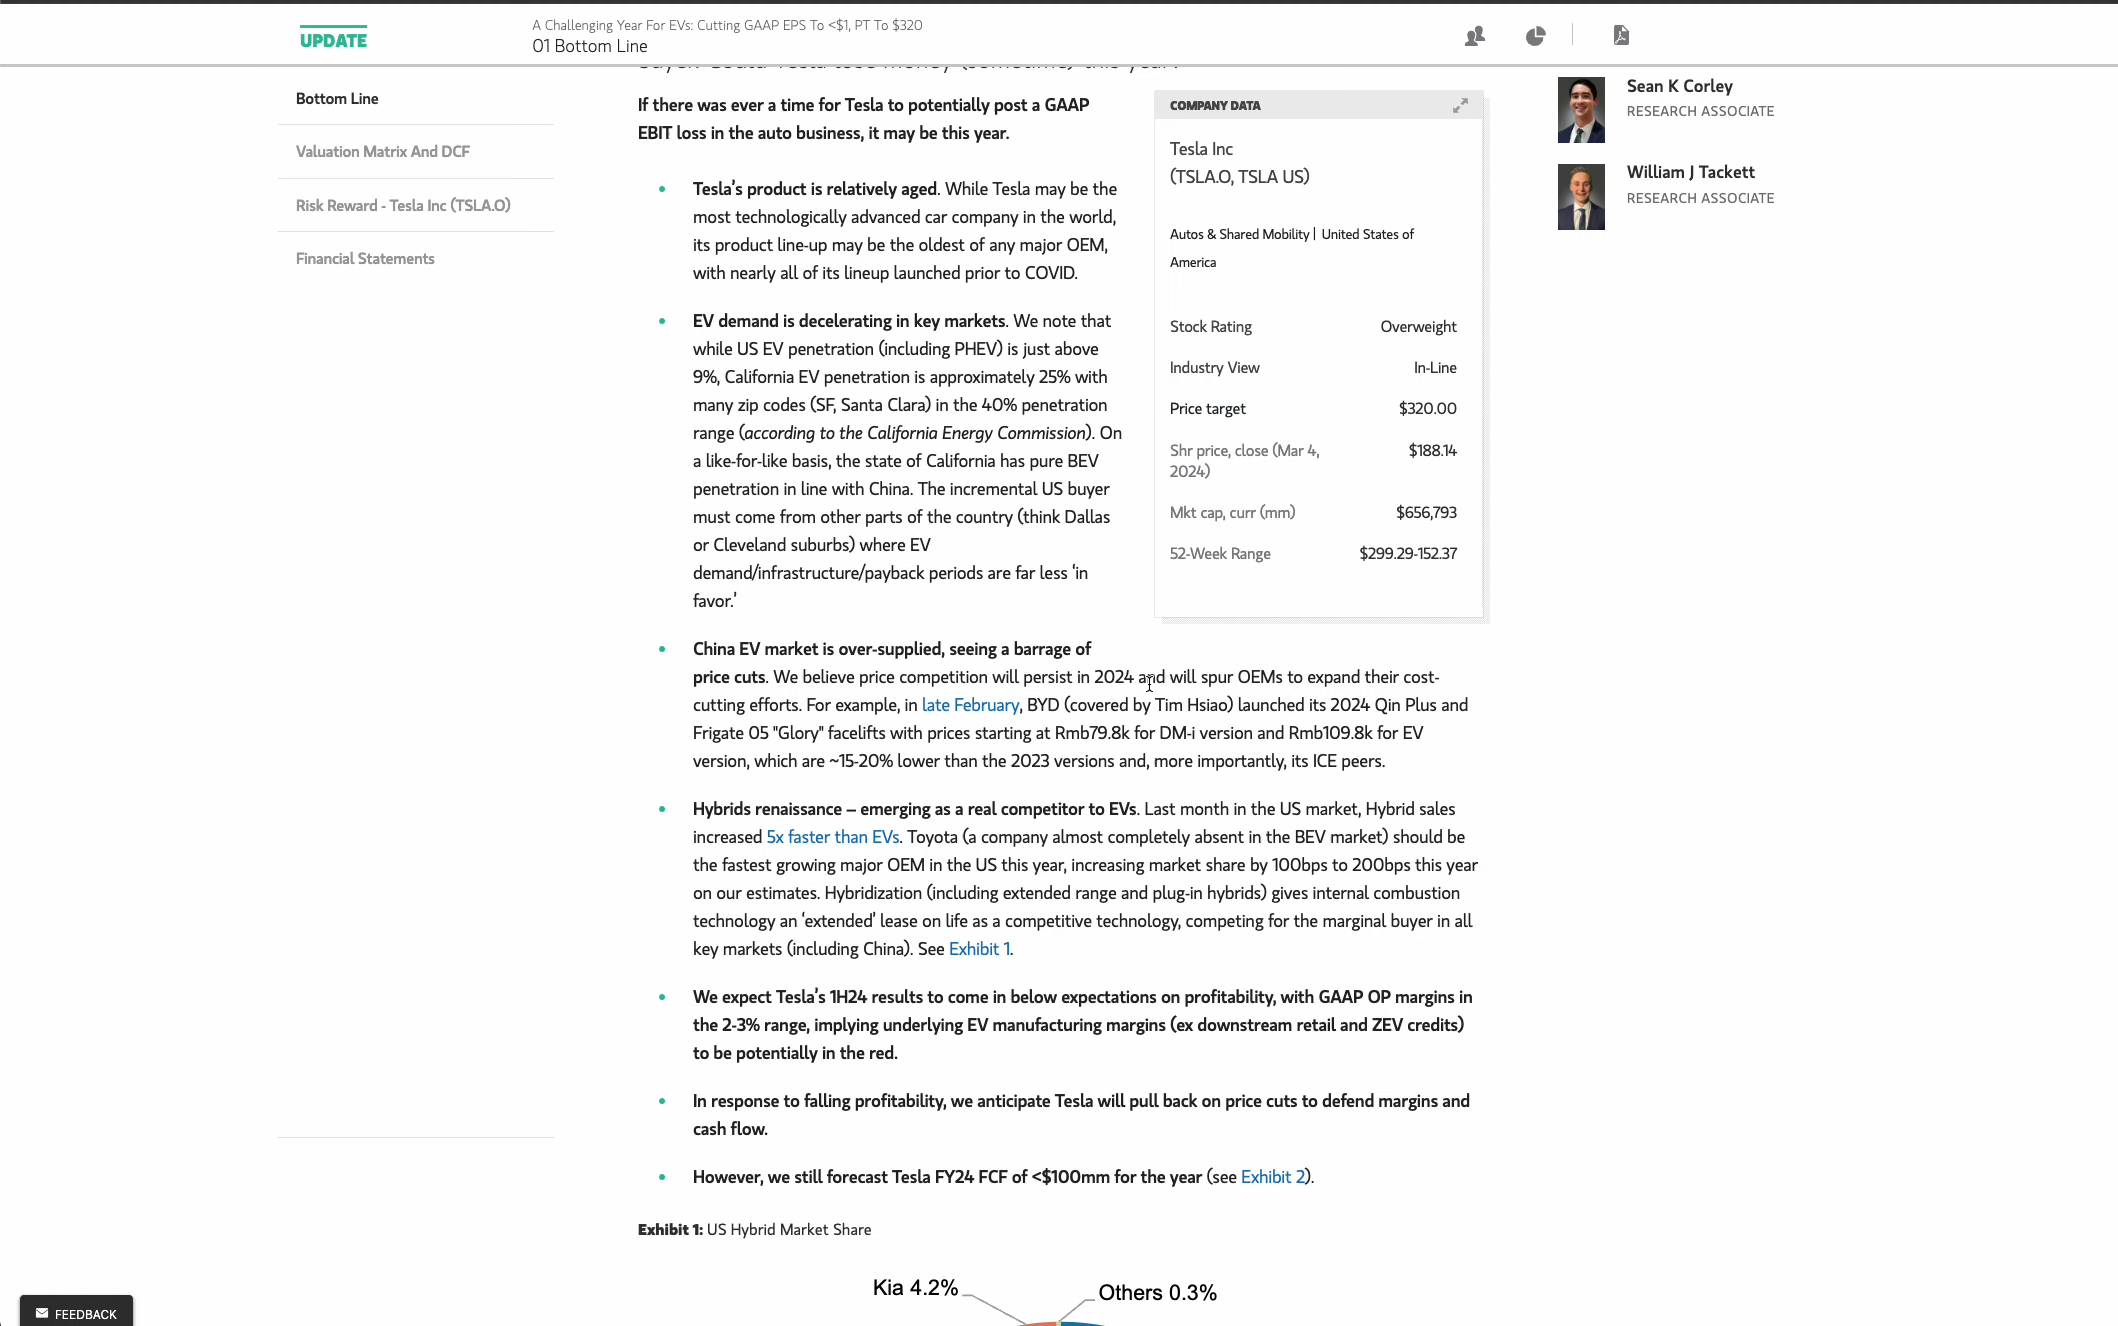 UPDATE
A Challenging Year For EVs: Cutting GAAP EPS To <$1, PT To $320
01 Bottom Line
Bottom Line
Valuation Matrix And DCF
Risk Reward - Tesla Inc (TSLA.O)
Financial Statements
If there was ever a time for Tesla to potentially post a GAAP
EBIT loss in the auto business, it may be this year.
• Tesla’s product is relatively aged. While Tesla may be the
most technologically advanced car company in the world,
its product line-up may be the oldest of any major OEM,
with nearly all of its lineup launched prior to COVID.
• EV demand is decelerating in key markets. We note that
while US EV penetration (including PHEV) is just above
9%, California EV penetration is approximately 25% with
many zip codes (SF, Santa Clara) in the 40% penetration
range (according to the California Energy Commission). On
a like-for-like basis, the state of California has pure BEV
penetration in line with China. The incremental US buyer
must come from other parts of the country (think Dallas
or Cleveland suburbs) where EV
demand/infrastructure/payback periods are far less ‘in
favor.’
• China EV market is over-supplied, seeing a barrage of
price cuts. We believe price competition will persist in 2024 and will spur OEMs to expand their cost-
cutting efforts. For example, in late February, BYD (covered by Tim Hsiao) launched its 2024 Qin Plus and
Frigate 05 "Glory" facelifts with prices starting at Rmb79.8k for DM-i version and Rmb109.8k for EV
version, which are ~15-20% lower than the 2023 versions and, more importantly, its ICE peers.
• Hybrids renaissance – emerging as a real competitor to EVs. Last month in the US market, Hybrid sales
increased 5x faster than EVs. Toyota (a company almost completely absent in the BEV market) should be
the fastest growing major OEM in the US this year, increasing market share by 100bps to 200bps this year
on our estimates. Hybridization (including extended range and plug-in hybrids) gives internal combustion
technology an ‘extended’ lease on life as a competitive technology, competing for the marginal buyer in all
key markets (including China). See Exhibit 1.
• We expect Tesla’s 1H24 results to come in below expectations on profitability, with GAAP OP margins in
the 2-3% range, implying underlying EV manufacturing margins (ex downstream retail and ZEV credits)
to be potentially in the red.
• In response to falling profitability, we anticipate Tesla will pull back on price cuts to defend margins and
cash flow.
• However, we still forecast Tesla FY24 FCF of <$100mm for the year (see Exhibit 2).
Exhibit 1: US Hybrid Market Share
Kia 4.2%
Others 0.3%
COMPANY DATA
Tesla Inc
(TSLA.O, TSLA US)
Autos & Shared Mobility | United States of
America
Stock Rating Overweight
Industry View In-Line
Price target $320.00
Shr price, close (Mar 4, $188.14
2024)
Mkt cap, curr (mm) $656,793
52-Week Range $299.29-152.37
Sean K Corley
RESEARCH ASSOCIATE
William J Tackett
RESEARCH ASSOCIATE
FEEDBACK